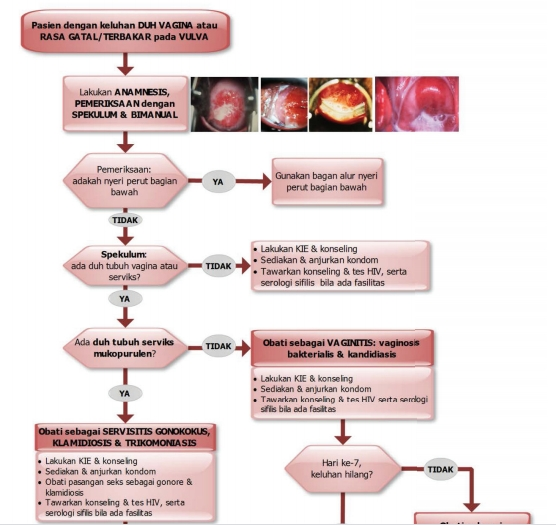 Pasien dengan keluhan DUH VAGINA atau
RASA GATAL/TERBAKAR pada VULVA
Lakukan ANAMNESIS,
PEMERIKSAAN dengan
SPEKULUM & BIMANUAL
Pemeriksaan:
adakah nyeri perut bagian
bawah
YA
Gunakan bagan alur nyeri
perut bagian bawah
TIDAK
Spekulum:
ada duh tubuh vagina atau
serviks?
TIDAK
• Lakukan KIE & konseling
• Sediakan & anjurkan kondom
• Tawarkan konseling & tes HIV, serta
serologi sifilis bila ada fasilitas
YA
Ada duh tubuh serviks
mukopurulen?
TIDAK
Obati sebagai VAGINITIS: vaginosis
bakterialis & kandidiasis
• Lakukan KIE & konseling
• Sediakan & anjurkan kondom
• Tawarkan konseling & tes HIV serta serologi
sifilis bila ada fasilitas
YA
Obati sebagai SERVISITIS GONOKOKUS,
KLAMIDIOSIS & TRIKOMONIASIS
• Lakukan KIE & konseling
• Sediakan & anjurkan kondom
• Obati pasangan seks sebagai gonore &
klamidiosis
• Tawarkan konseling & tes HIV, serta
serologi sifilis bila ada fasilitas
Hari ke-7,
keluhan hilang?
TIDAK